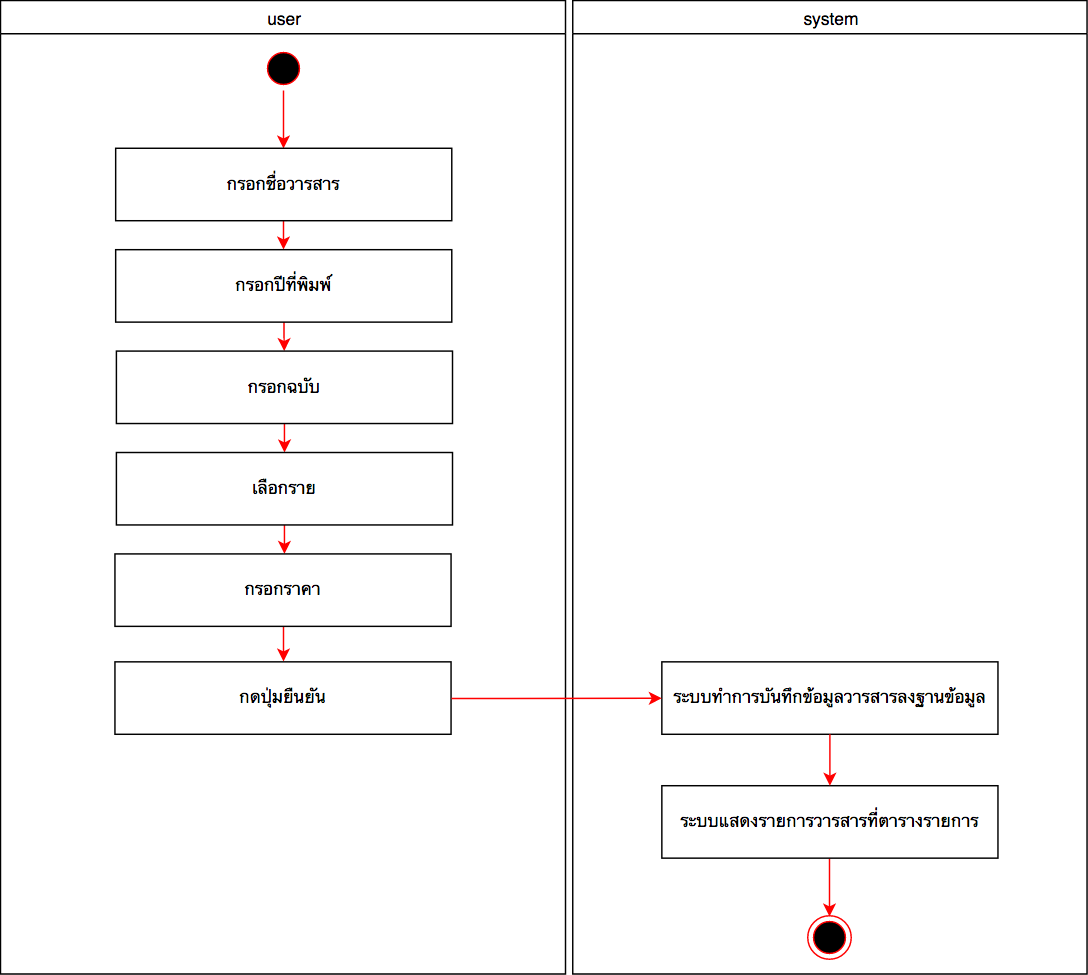 user
system
กรอกชื่อวารสาร
กรอกปีที่พิมพ์
กรอกฉบับ
เลือกราย
กรอกราคา
กดปุ่มยืนยัน
ระบบทำการบันทึกข้อมูลวารสารลงฐานข้อมูล
ระบบแสดงรายการวารสารที่ตารางรายการ